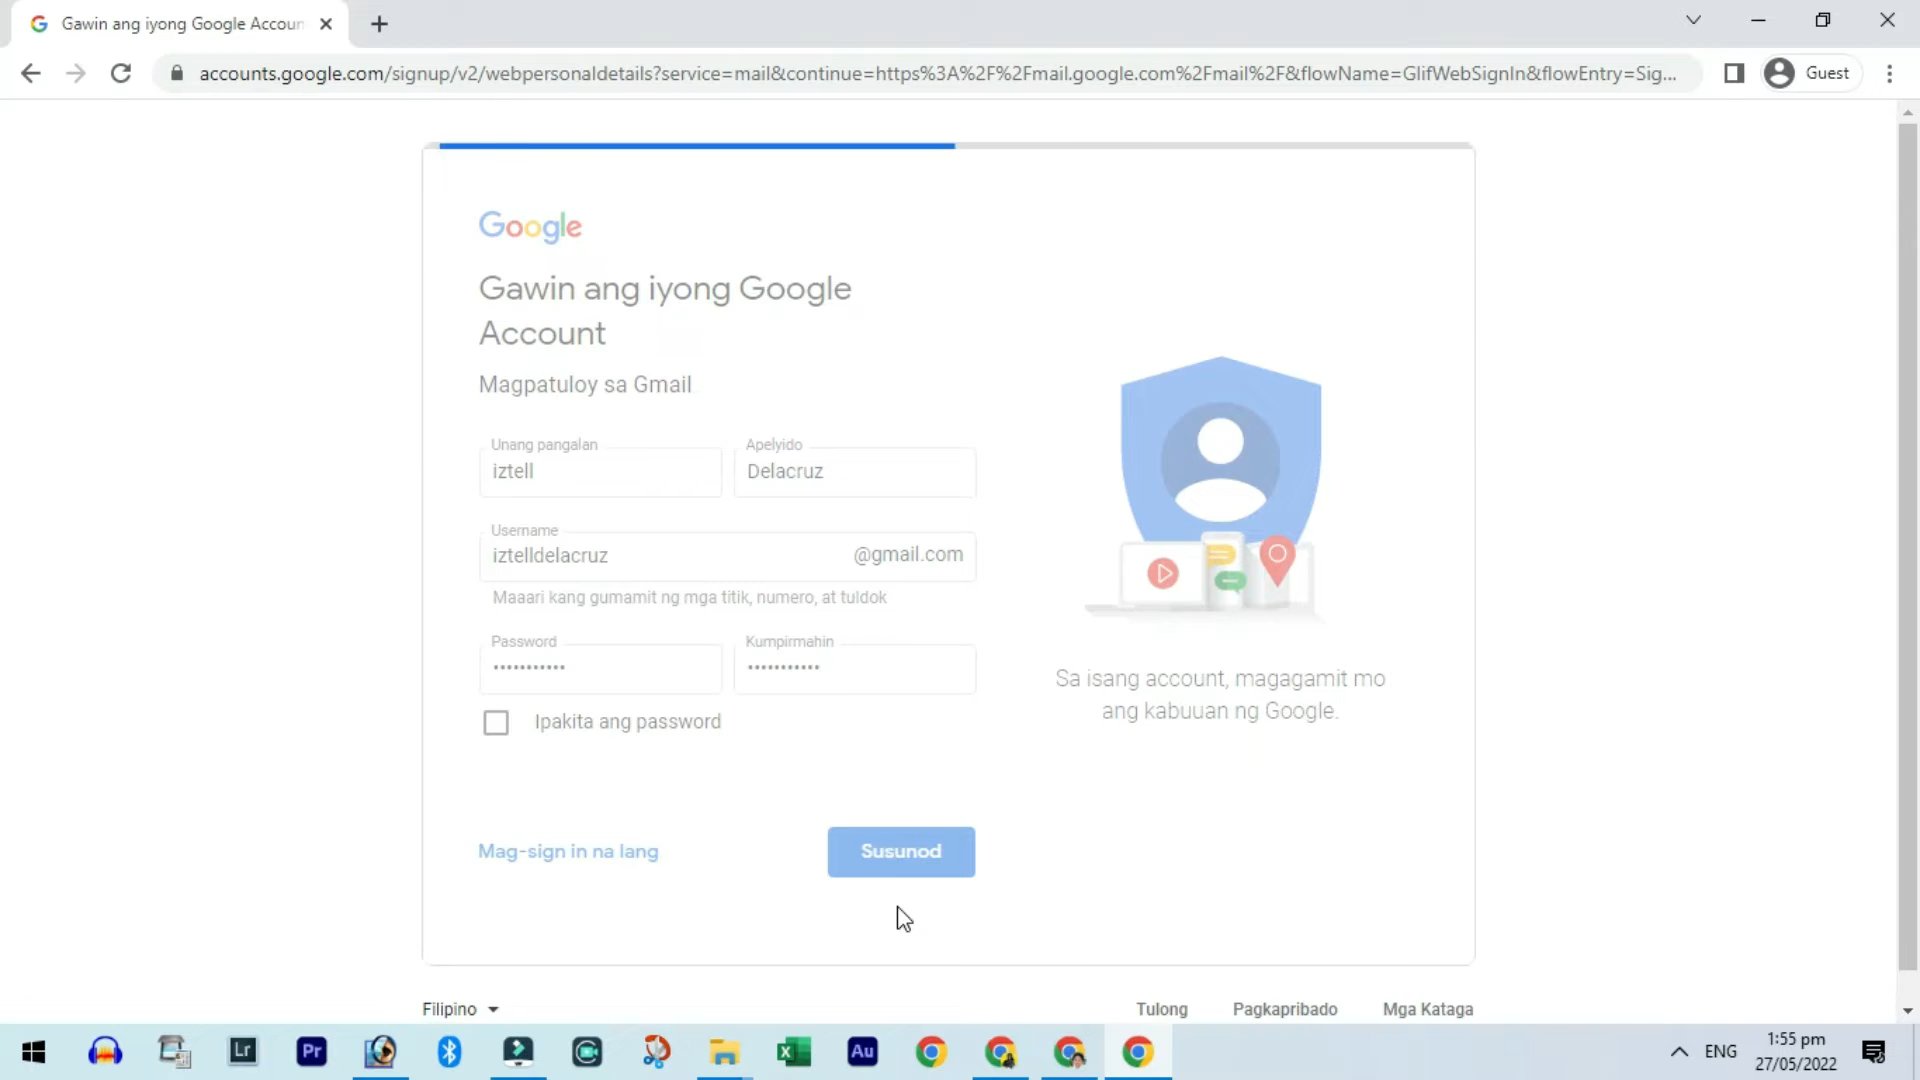 Gawin ang iyong Google Accoun
accounts.google.com/signup/v2/webpersonaldetails?service=mail&continue=https%3A%2F%2Fmail.google.com%2Fmail%2F&flowName=GlifWebSignIn&flowEntry=Sig...
Guest
Google
Gawin ang iyong Google
Account
Magpatuloy sa Gmail
Unang pangalan
Apelyido
iztell
Delacruz
Username
iztelldelacruz
@gmail.com
Maaari kang gumamit ng mga titik, numero, at tuldok
Password
Kumpirmahin
•••••••••••
•••••••••••
Ipakita ang password
Sa isang account, magagamit mo
ang kabuuan ng Google.
Mag-sign in na lang
Susunod
Filipino
Tulong
Pagkapribado
Mga Kataga
Lr
Pr
Au
ENG
1:55 pm
27/05/2022